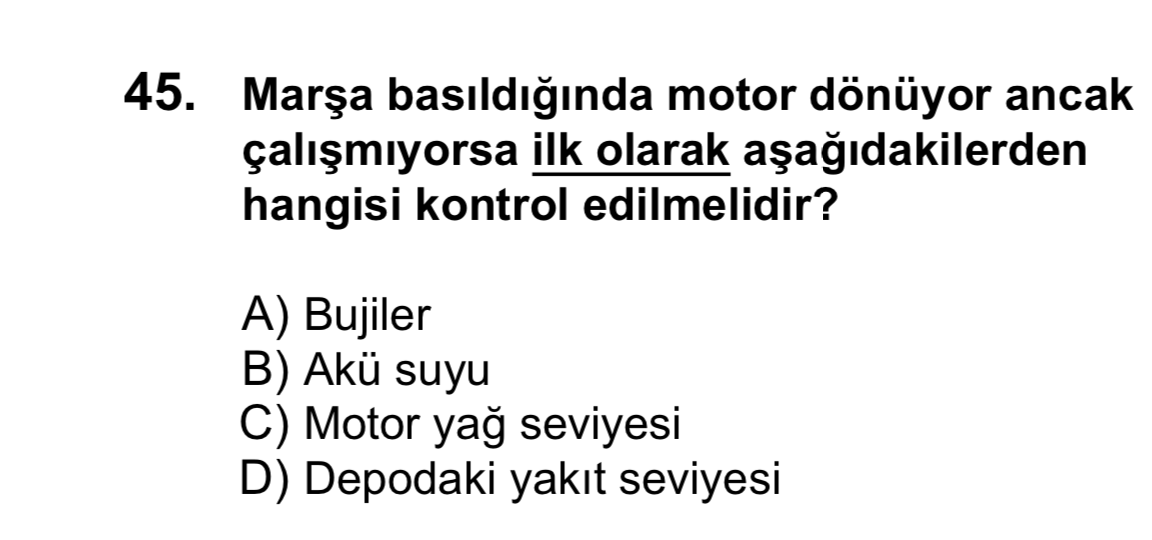 45. Marşa basıldığında motor dönüyor ancak
çalışmıyorsa ilk olarak aşağıdakilerden
hangisi kontrol edilmelidir?
A) Bujiler
B) Akü suyu
C) Motor yağ seviyesi
D) Depodaki yakıt seviyesi